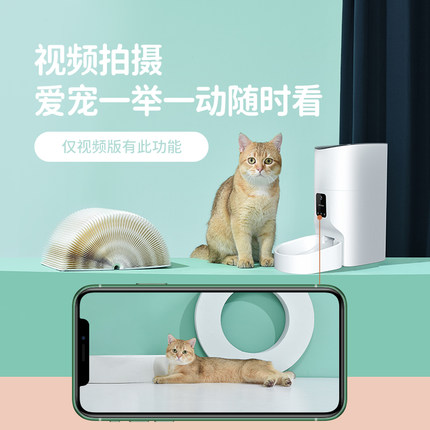 视频拍摄
爱宠一举一动随时看
仅视频版有此功能